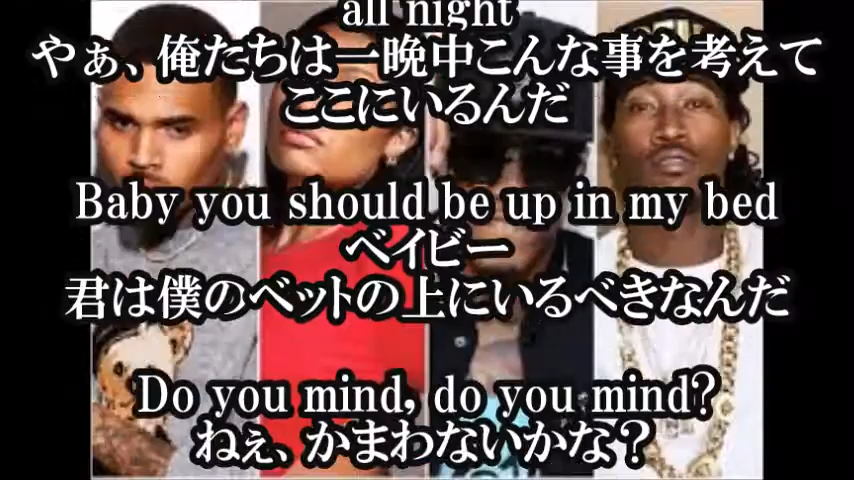 all night
やぁ、俺たちは一晩中こんな事を考えて
ここにいるんだ
Baby you should be up in my bed
ベイビー
君は僕のベットの上にいるべきなんだ
Do you mind, do you mind?
ねぇ、かまわないかな？